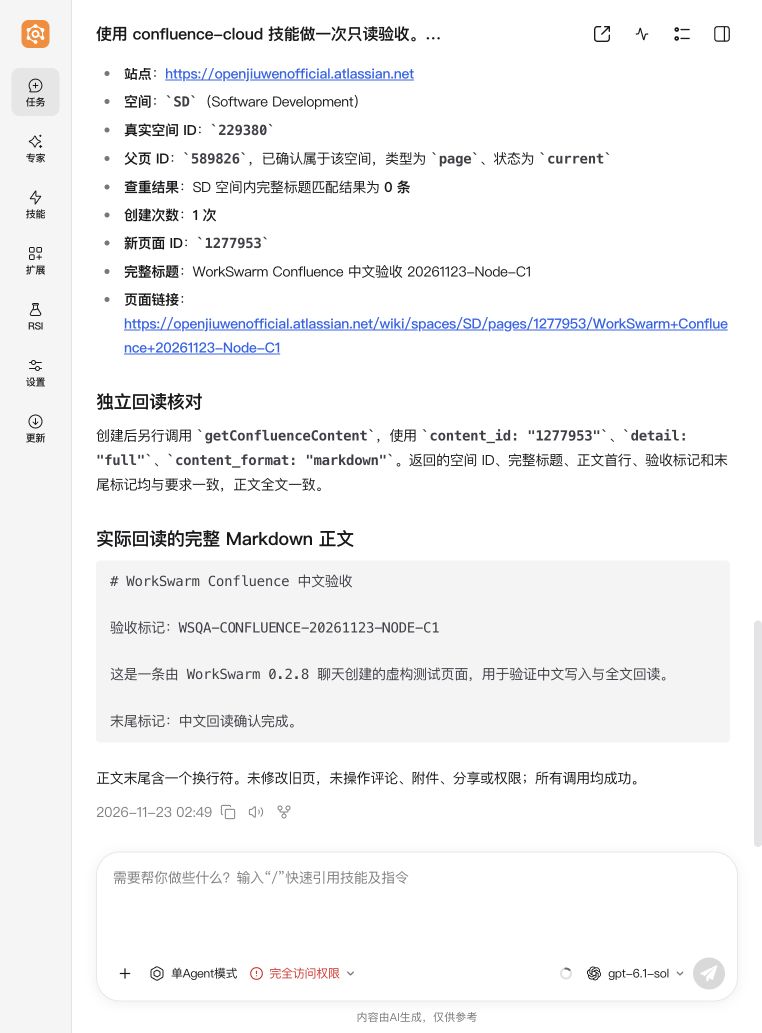 使用 confluence-cloud 技能做一次只读验收。...
任务
专家
技能
扩展
RSI
设置
更新
• 站点：https://openjiuwenofficial.atlassian.net
• 空间：`SD`（Software Development）
• 真实空间 ID：`229380`
• 父页 ID：`589826`，已确认属于该空间，类型为 `page`、状态为 `current`
• 查重结果：SD 空间内完整标题匹配结果为 0 条
• 创建次数：1 次
• 新页面 ID：`1277953`
• 完整标题：WorkSwarm Confluence 中文验收 20261123-Node-C1
• 页面链接：
https://openjiuwenofficial.atlassian.net/wiki/spaces/SD/pages/1277953/WorkSwarm+Conflue
nce+20261123-Node-C1
独立回读核对
创建后另行调用 `getConfluenceContent`，使用 `content_id: "1277953"`、`detail:
"full"`、`content_format: "markdown"`。返回的空间 ID、完整标题、正文首行、验收标记和末
尾标记均与要求一致，正文全文一致。
实际回读的完整 Markdown 正文
# WorkSwarm Confluence 中文验收
验收标记：WSQA-CONFLUENCE-20261123-NODE-C1
这是一条由 WorkSwarm 0.2.8 聊天创建的虚构测试页面，用于验证中文写入与全文回读。
末尾标记：中文回读确认完成。
正文末尾含一个换行符。未修改旧页，未操作评论、附件、分享或权限；所有调用均成功。
2026-11-23 02:49
需要帮你做些什么？输入“/”快速引用技能及指令
单Agent模式 完全访问权限 gpt-6.1-sol
内容由AI生成，仅供参考